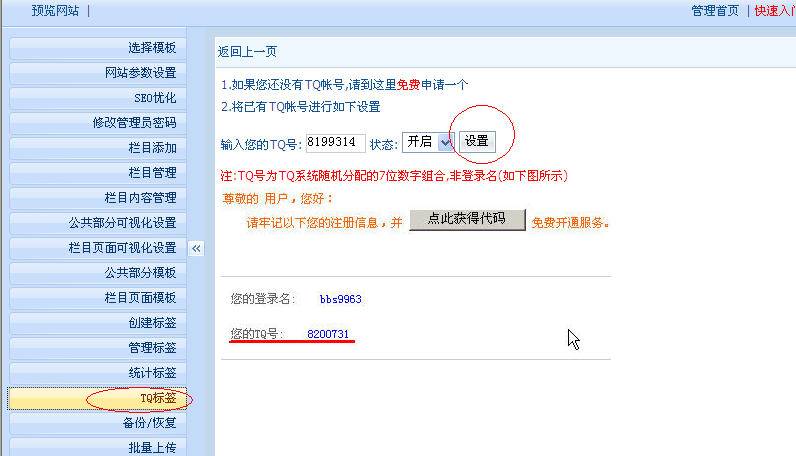 预览网站 |
管理首页 | 快速入门
选择模板
网站参数设置
SEO优化
修改管理员密码
栏目添加
栏目管理
栏目内容管理
公共部分可视化设置
栏目页面可视化设置
公共部分模板
栏目页面模板
创建标签
管理标签
统计标签
TQ标签
备份/恢复
批量上传
«
返回上一页
1.如果您还没有TQ帐号,请到这里免费申请一个
2.将已有TQ帐号进行如下设置
输入您的TQ号: 8199314 状态: 开启 设置
注:TQ号为TQ系统随机分配的7位数字组合,非登录名(如下图所示)
尊敬的 用户，您好：
请牢记以下您的注册信息，并 点此获得代码 免费开通服务。
您的登录名: bbs9963
您的TQ号: 8200731